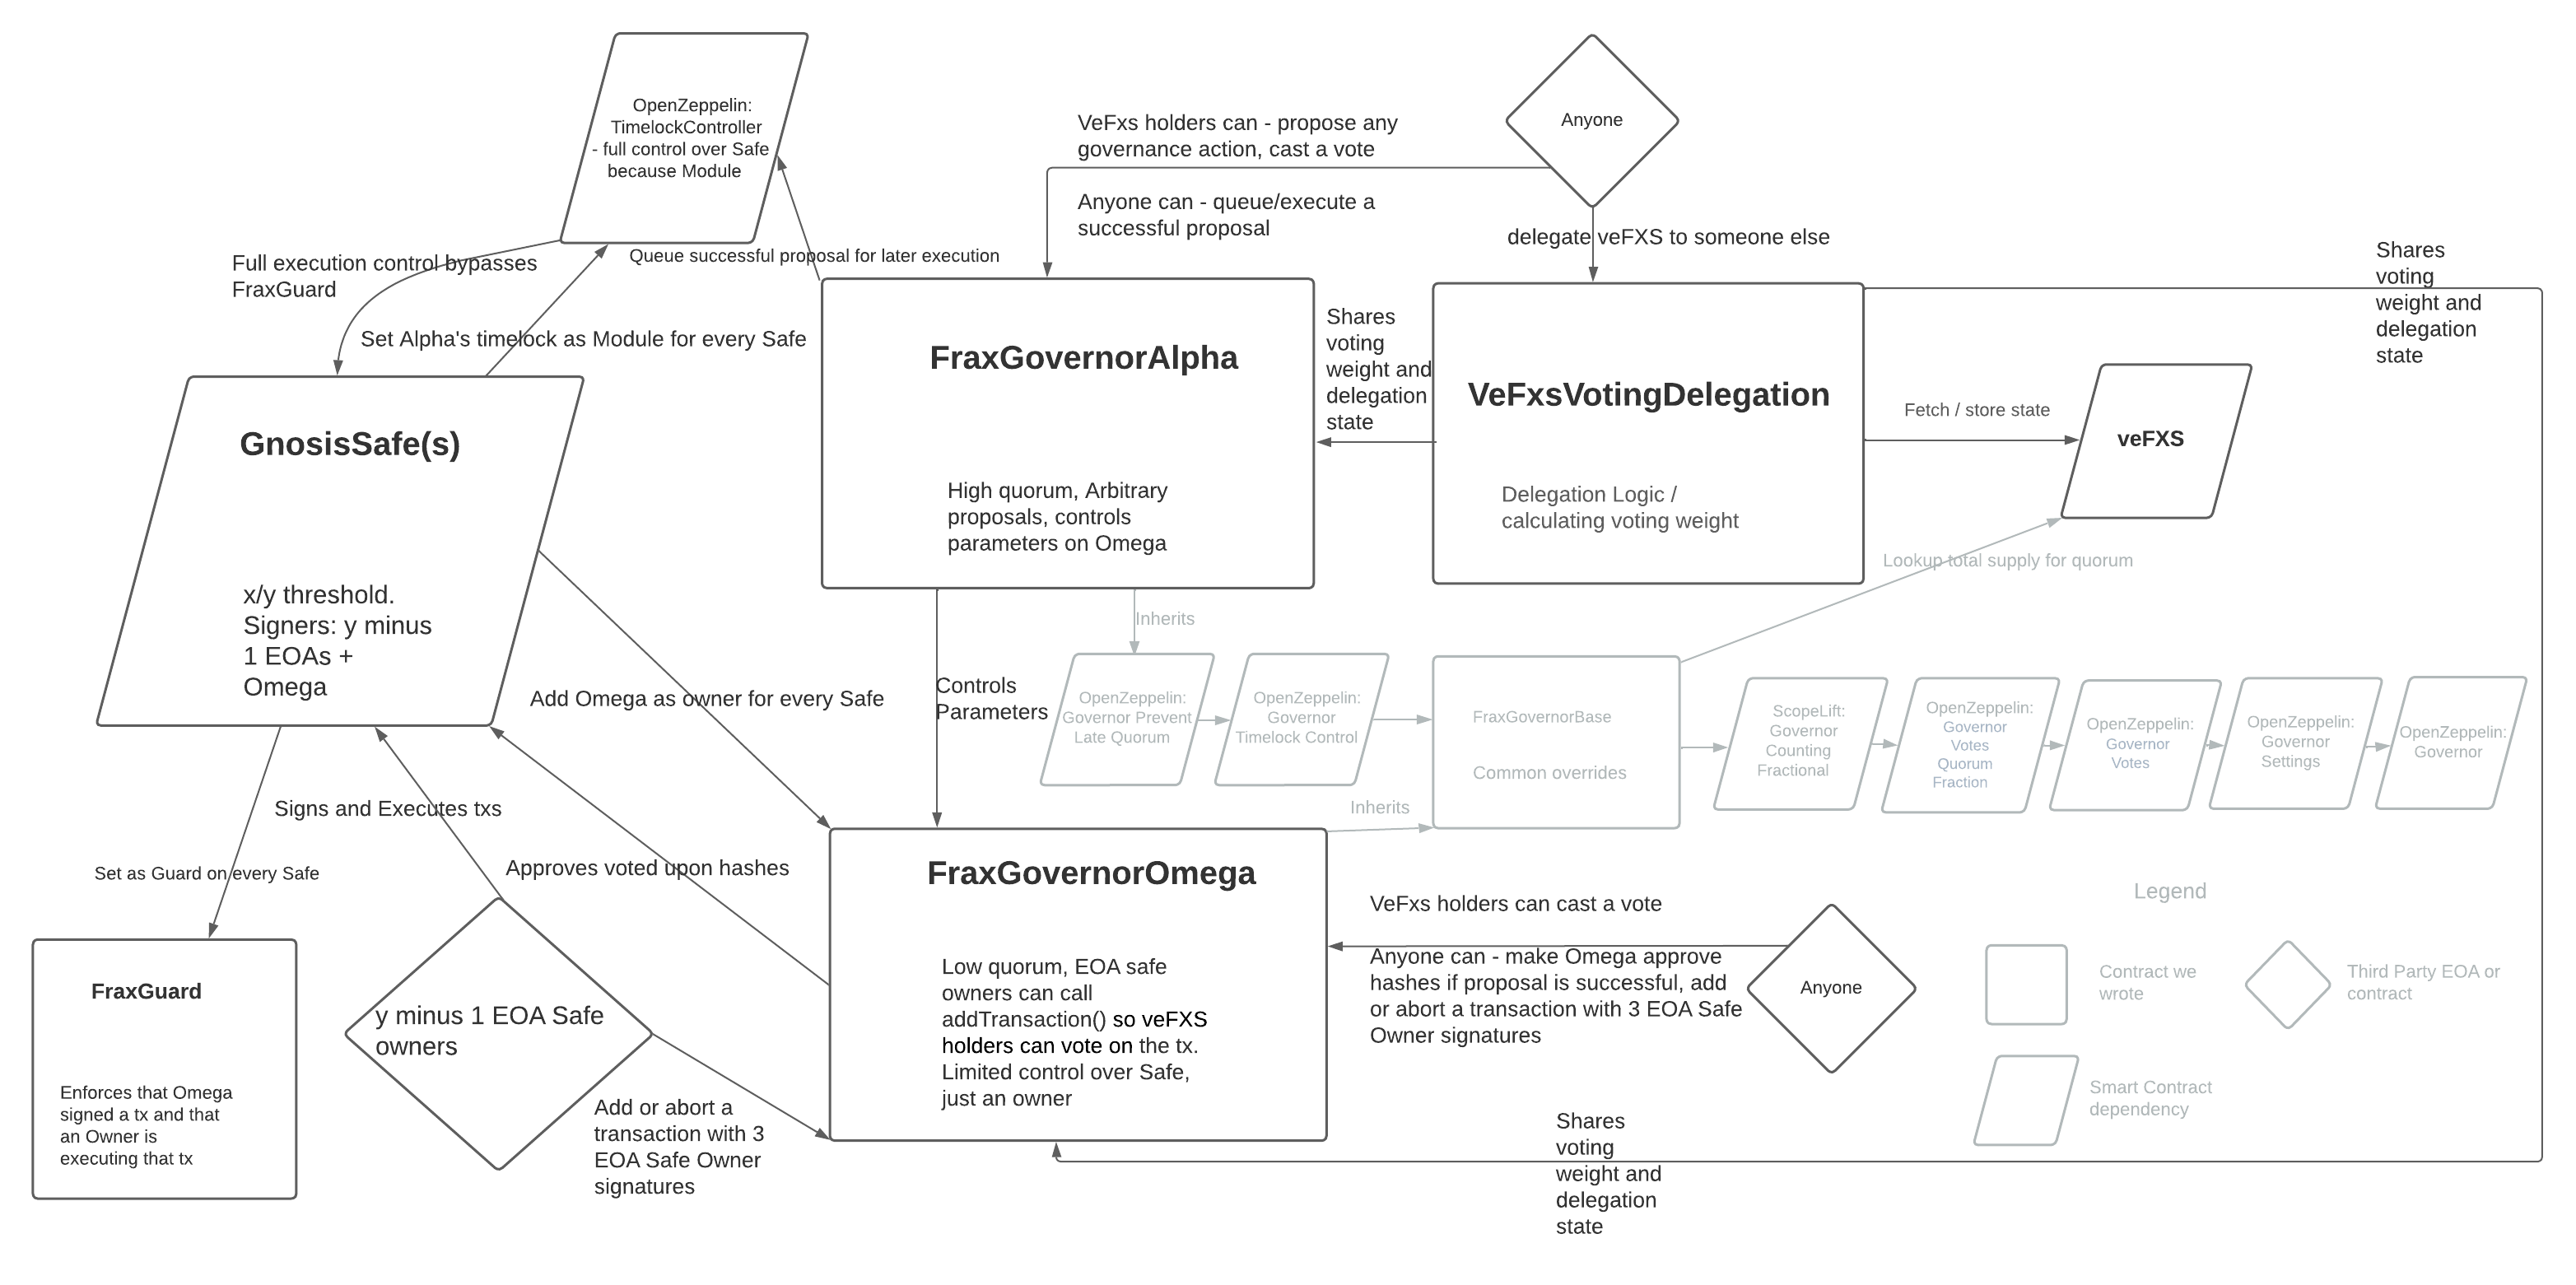 OpenZeppelin:
TimelockController
- full control over Safe
because Module
Anyone
VeFxs holders can - propose any
governance action, cast a vote
Anyone can - queue/execute a
successful proposal
delegate veFXS to someone else
Queue successful proposal for later execution
Full execution control bypasses
FraxGuard
Set Alpha's timelock as Module for every Safe
Shares
voting
weight and
delegation
state
FraxGovernorAlpha
High quorum, Arbitrary
proposals, controls
parameters on Omega
Shares
voting
weight and
delegation
state
VeFxsVotingDelegation
Delegation Logic /
calculating voting weight
Fetch / store state
veFXS
Lookup total supply for quorum
GnosisSafe(s)
x/y threshold.
Signers: y minus
1 EOAs +
Omega
Add Omega as owner for every Safe
Controls
Parameters
Inherits
OpenZeppelin:
Governor Prevent
Late Quorum
OpenZeppelin:
Governor
Timelock Control
FraxGovernorBase
Common overrides
ScopeLift:
Governor
Counting
Fractional
OpenZeppelin:
Governor
Votes
Quorum
Fraction
OpenZeppelin:
Governor
Votes
OpenZeppelin:
Governor
Settings
OpenZeppelin:
Governor
Inherits
Signs and Executes txs
Approves voted upon hashes
Set as Guard on every Safe
FraxGuard
Enforces that Omega
signed a tx and that
an Owner is
executing that tx
y minus 1 EOA Safe
owners
Add or abort a
transaction with 3
EOA Safe Owner
signatures
FraxGovernorOmega
Low quorum, EOA safe
owners can call
addTransaction() so veFXS
holders can vote on the tx.
Limited control over Safe,
just an owner
VeFxs holders can cast a vote
Anyone can - make Omega approve
hashes if proposal is successful, add
or abort a transaction with 3 EOA Safe
Owner signatures
Anyone
Shares
voting
weight and
delegation
state
Legend
Contract we
wrote
Third Party EOA or
contract
Smart Contract
dependency